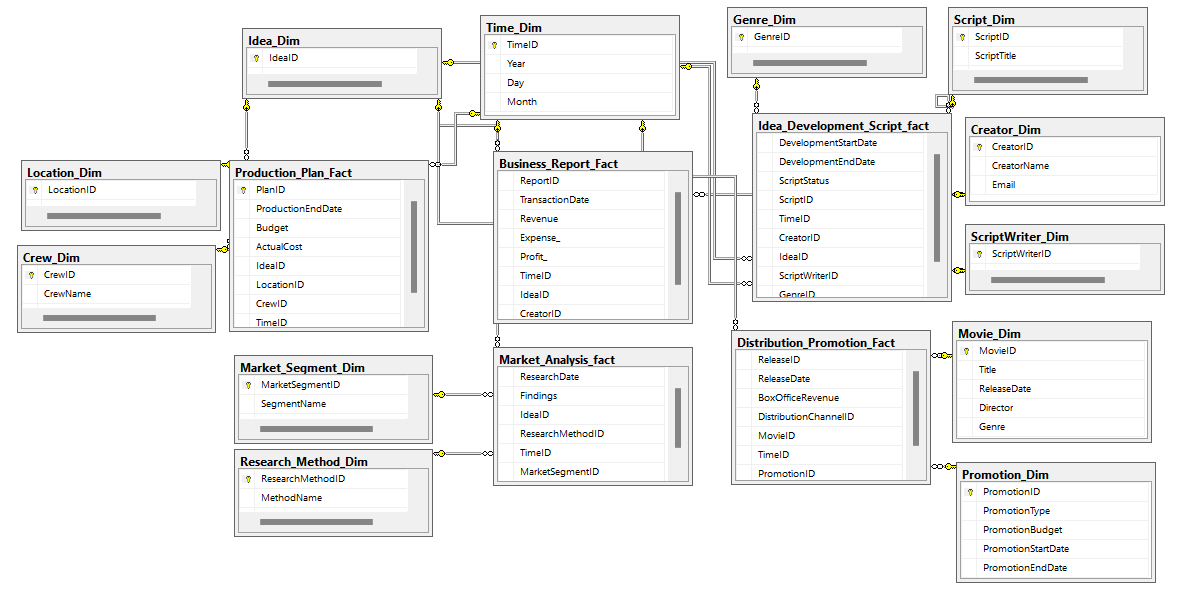 Idea_Dim
IdeaID
Time_Dim
TimeID
Year
Day
Month
Genre_Dim
GenreID
Script_Dim
ScriptID
ScriptTitle
Location_Dim
LocationID
Crew_Dim
CrewID
CrewName
Production_Plan_Fact
PlanID
ProductionEndDate
Budget
ActualCost
IdeaID
LocationID
CrewID
TimeID
Business_Report_Fact
ReportID
TransactionDate
Revenue
Expense_
Profit_
TimeID
IdeaID
CreatorID
Idea_Development_Script_fact
DevelopmentStartDate
DevelopmentEndDate
ScriptStatus
ScriptID
TimeID
CreatorID
IdeaID
ScriptWriterID
GenreID
Creator_Dim
CreatorID
CreatorName
Email
ScriptWriter_Dim
ScriptWriterID
Market_Segment_Dim
MarketSegmentID
SegmentName
Research_Method_Dim
ResearchMethodID
MethodName
Market_Analysis_fact
ResearchDate
Findings
IdeaID
ResearchMethodID
TimeID
MarketSegmentID
Distribution_Promotion_Fact
ReleaseID
ReleaseDate
BoxOfficeRevenue
DistributionChannelID
MovieID
TimeID
PromotionID
Movie_Dim
MovieID
Title
ReleaseDate
Director
Genre
Promotion_Dim
PromotionID
PromotionType
PromotionBudget
PromotionStartDate
PromotionEndDate